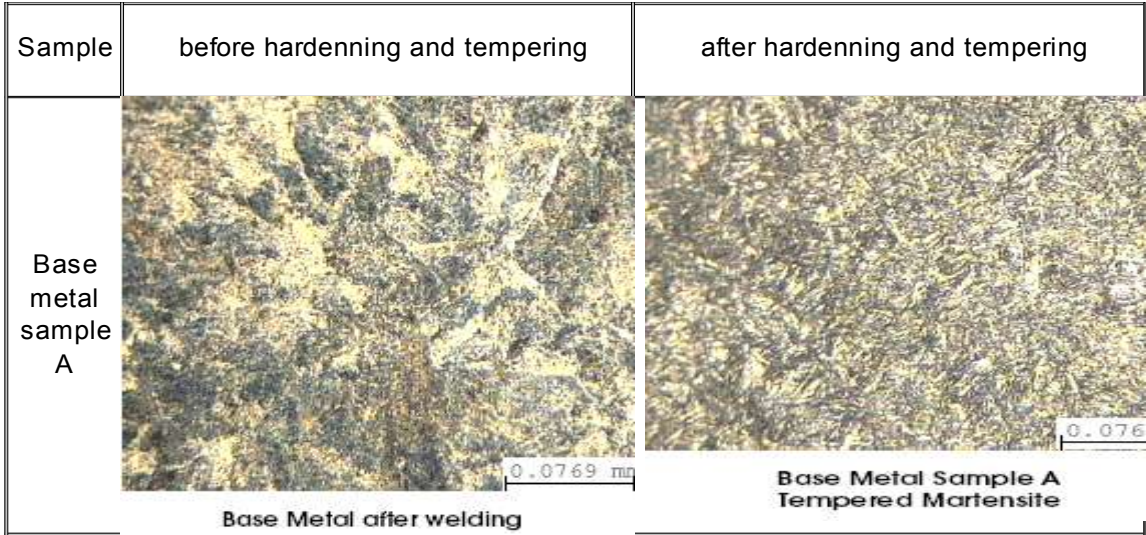 Sample
before hardenning and tempering
after hardenning and tempering
Base
metal
sample
A
0.0769 mm
Base Metal after welding
0.076
Base Metal Sample A
Tempered Martensite